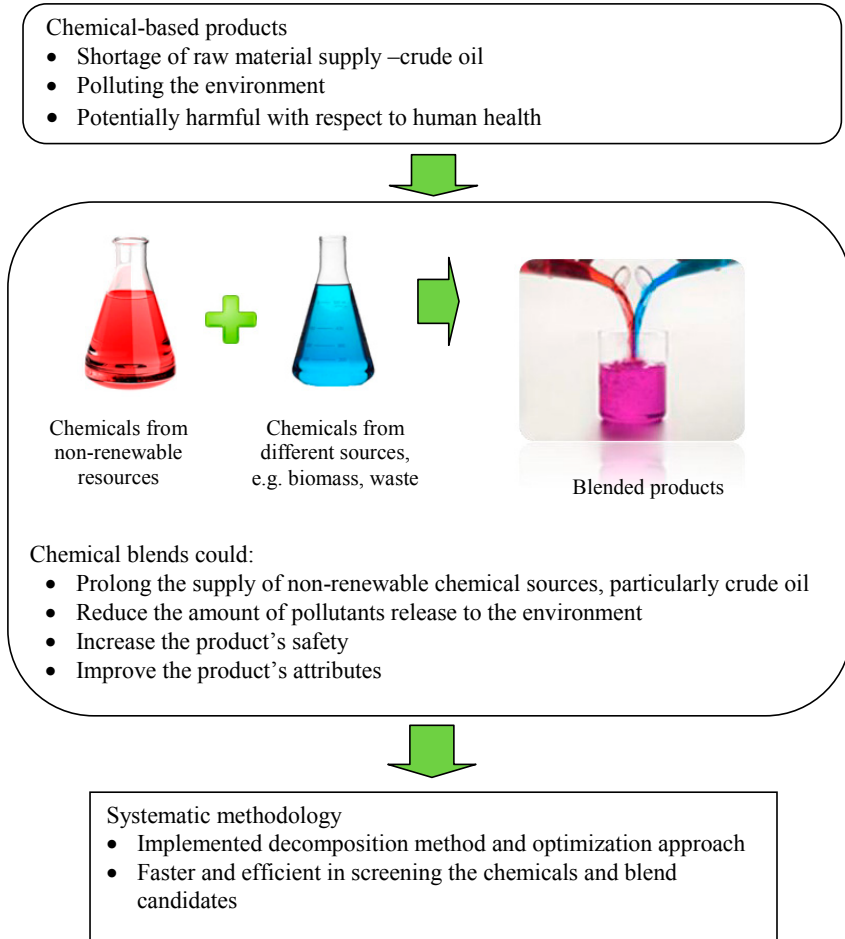 Chemical-based products
• Shortage of raw material supply –crude oil
• Polluting the environment
• Potentially harmful with respect to human health
Chemicals from
non-renewable
resources
Chemicals from
different sources,
e.g. biomass, waste
Blended products
Chemical blends could:
• Prolong the supply of non-renewable chemical sources, particularly crude oil
• Reduce the amount of pollutants release to the environment
• Increase the product’s safety
• Improve the product’s attributes
Systematic methodology
• Implemented decomposition method and optimization approach
• Faster and efficient in screening the chemicals and blend
candidates